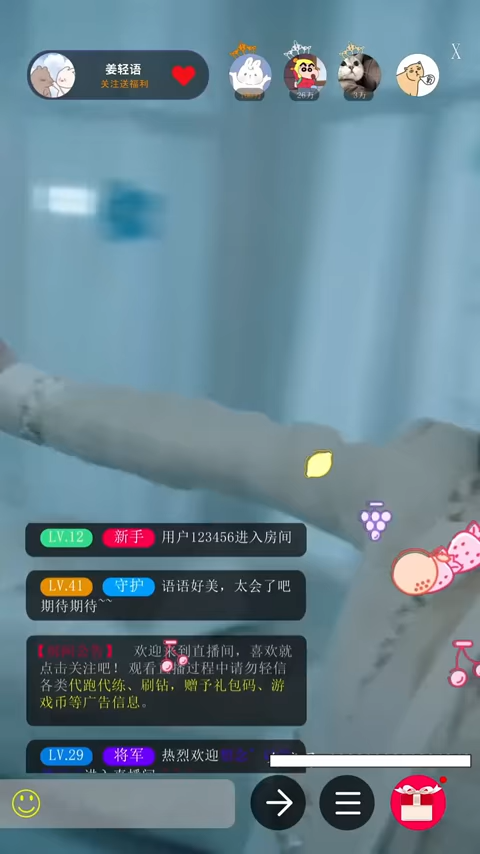 姜轻语
关注送福利
X
26万
3万
LV.12 新手 用户123456进入房间
LV.41 守护 语语好美，太会了吧
期待期待~~
欢迎来到直播间，喜欢就
点击关注吧！观看直播过程中请勿轻信
各类代跑代练、刷钻，赠予礼包码、游
戏币等广告信息。
LV.29 将军 热烈欢迎